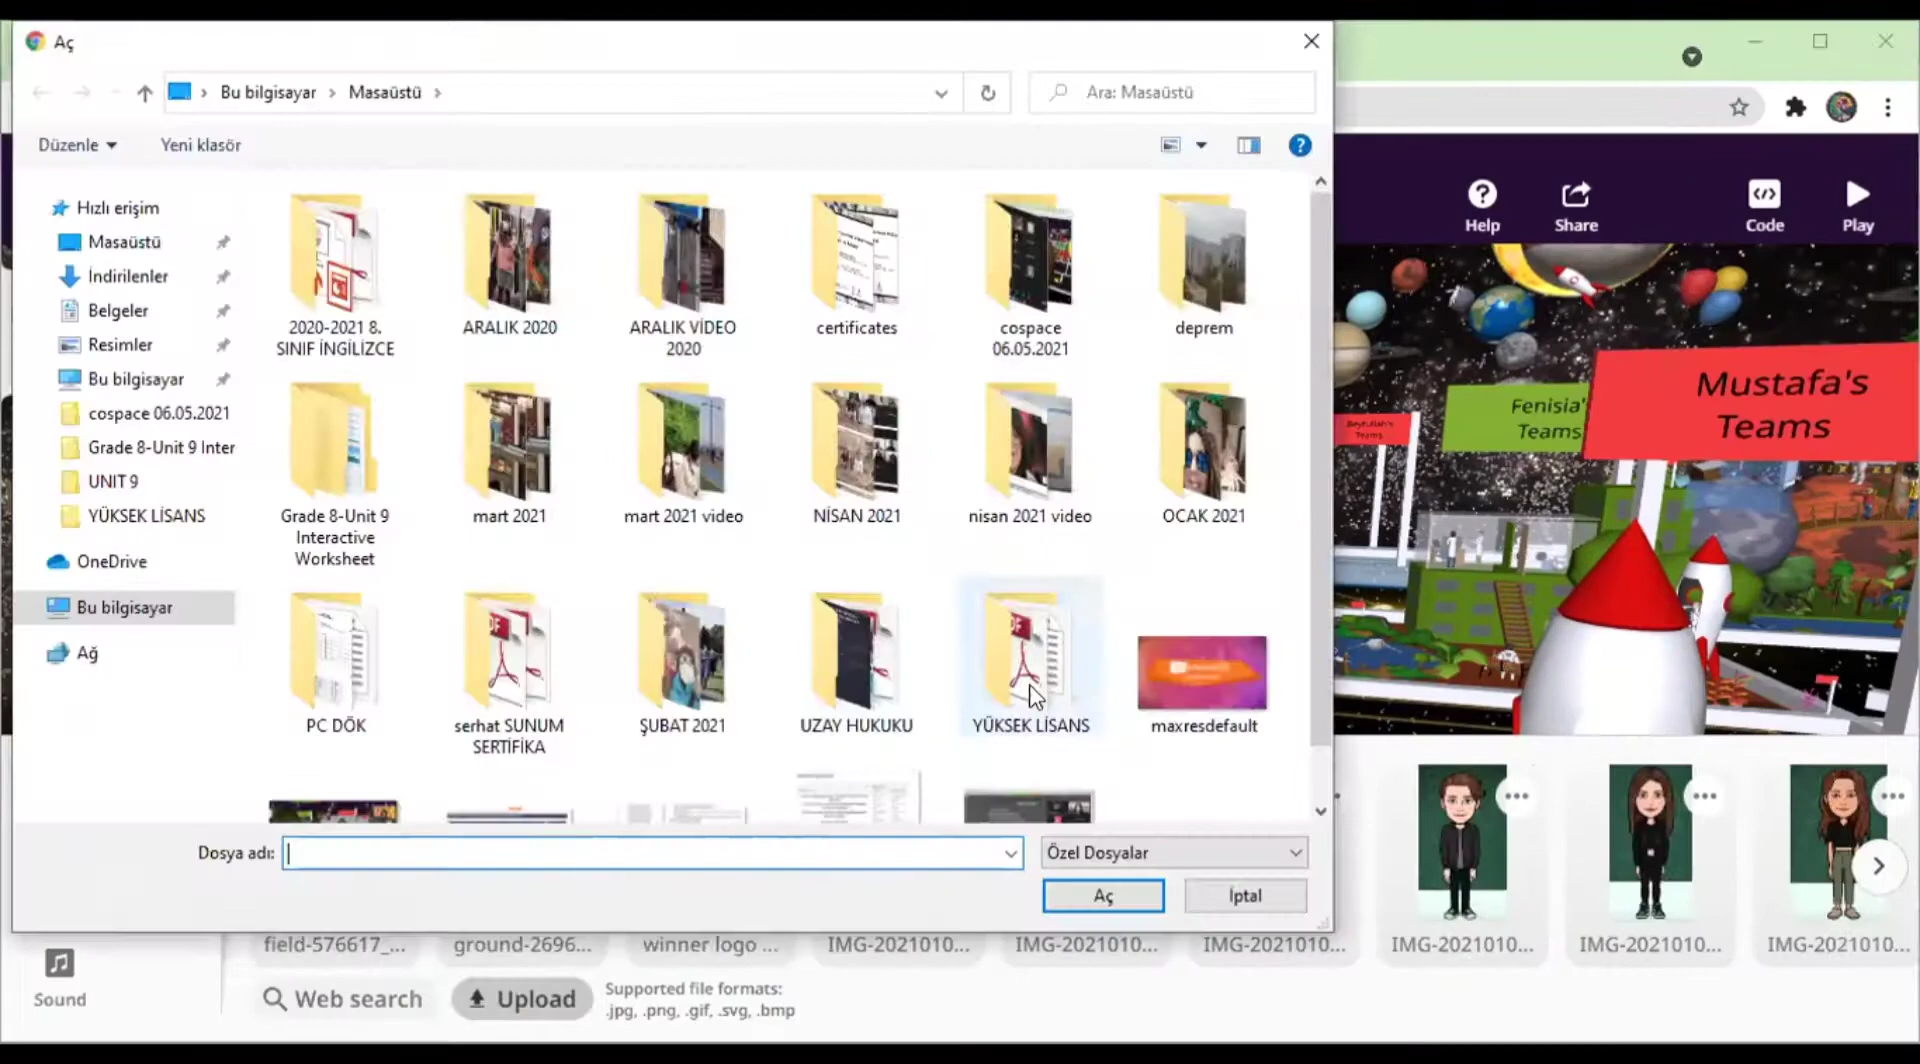 Aç
Bu bilgisayar
Masaüstü
Ara: Masaüstü
Düzenle
Yeni klasör
Hızlı erişim
Masaüstü
İndirilenler
Belgeler
Resimler
Bu bilgisayar
cospace 06.05.2021
Grade 8-Unit 9 Inter
UNIT 9
YÜKSEK LİSANS
OneDrive
Bu bilgisayar
Ağ
2020-2021 8.
SINIF İNGİLİZCE
ARALIK 2020
ARALIK VİDEO
2020
certificates
cospace
06.05.2021
deprem
Grade 8-Unit 9
Interactive
Worksheet
mart 2021
mart 2021 video
NİSAN 2021
nisan 2021 video
OCAK 2021
PC DÖK
serhat SUNUM
SERTİFİKA
ŞUBAT 2021
UZAY HUKUKU
YÜKSEK LİSANS
maxresdefault
Dosya adı:
Özel Dosyalar
Aç
İptal
Help
Share
Code
Play
Teams
Fenisia'
Teams
Mustafa's
Teams
field-576617_...
ground-2696...
winner logo ...
IMG-2021010...
IMG-2021010...
IMG-2021010...
IMG-2021010...
IMG-2021010...
IMG-2021010...
Sound
Web search
Upload
Supported file formats:
.jpg, .png, .gif, .svg, .bmp